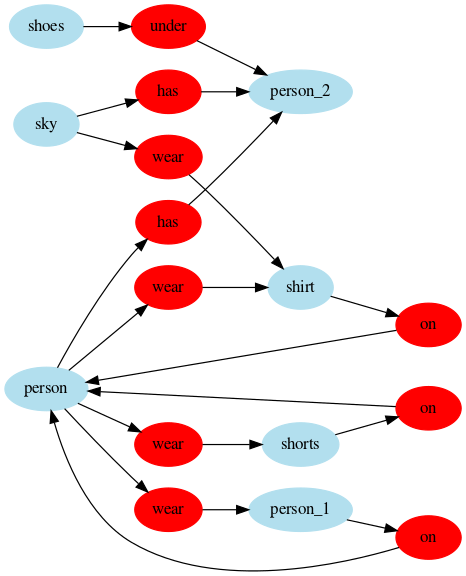 shoes
under
person_2
has
sky
wear
has
wear
shirt
on
person
on
wear
shorts
wear
person_1
on